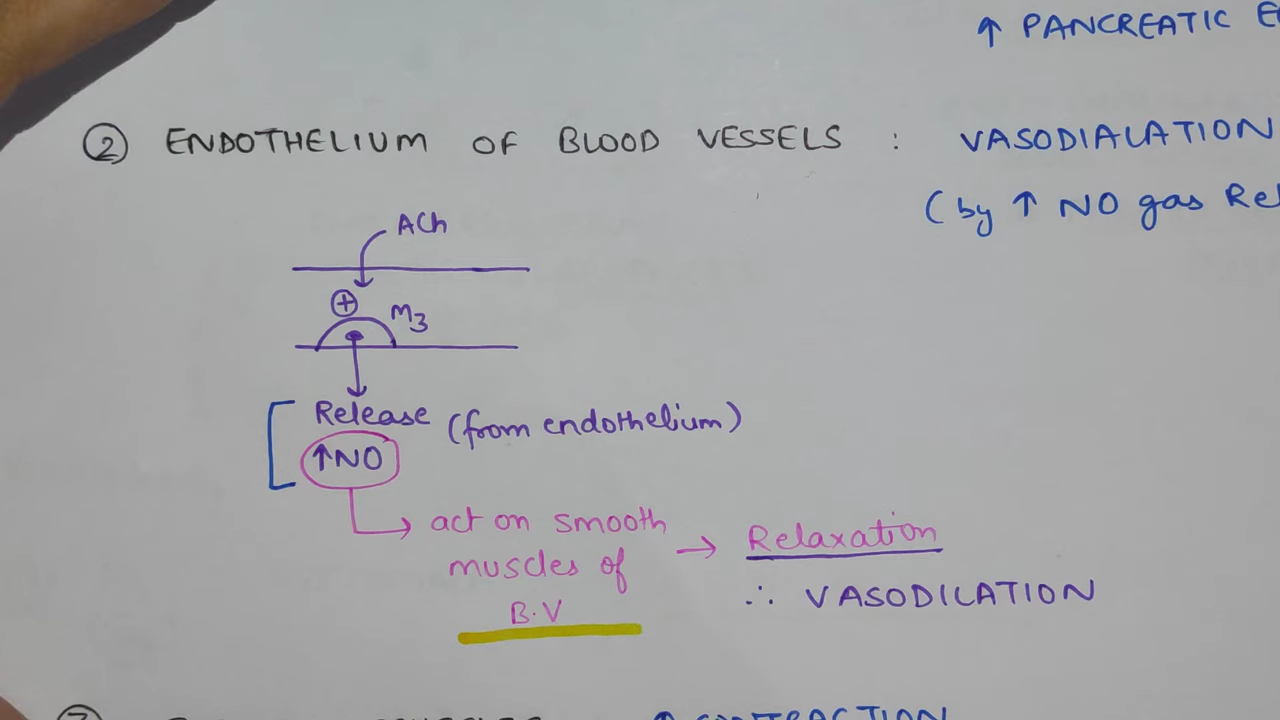 ↑ PANCREATIC
② ENDOTHELIUM OF BLOOD VESSELS : VASODIALATION
(by ↑ NO gas
ACh
⊕ M3
Release (from endothelium)
↑NO
→ act on smooth muscles of B.V → Relaxation
∴ VASODILATION
↑ CONTRACTION